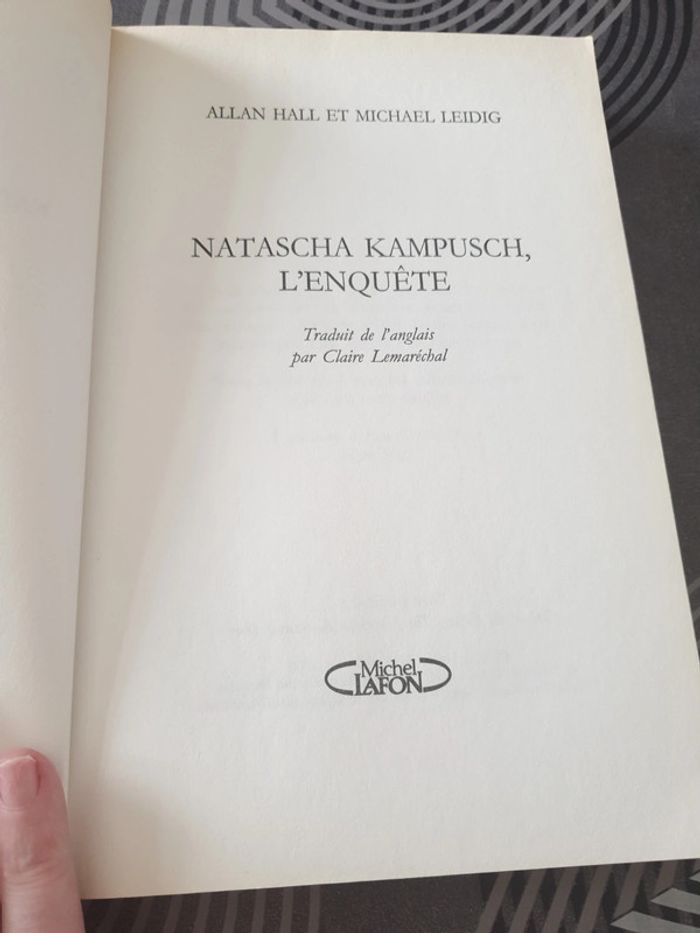 ALLAN HALL ET MICHAEL LEIDIG
NATASCHA KAMPUSCH,
L'ENQUÊTE
Traduit de l'anglais
par Claire Lemaréchal
Michel
LAFON